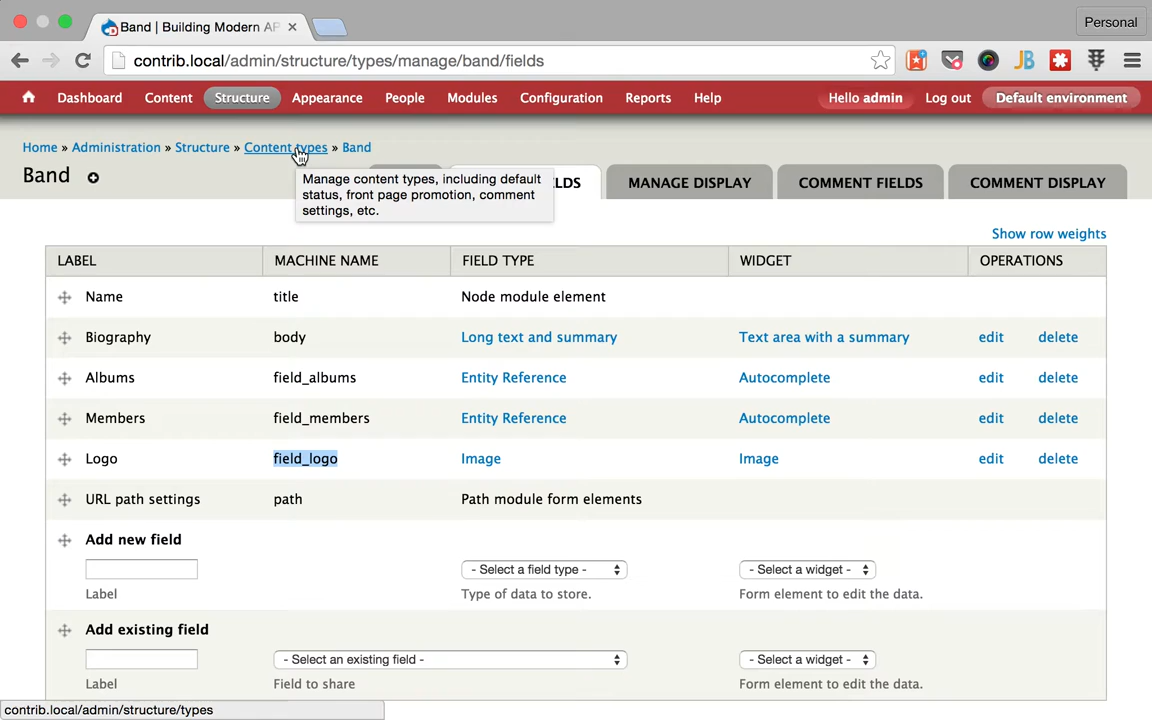 Band | Building Modern AP
Personal
contrib.local/admin/structure/types/manage/band/fields
JB
Dashboard Content Structure Appearance People Modules Configuration Reports Help Hello admin Log out Default environment
Home » Administration » Structure » Content types » Band
Band
LDS MANAGE DISPLAY COMMENT FIELDS COMMENT DISPLAY
Manage content types, including default
status, front page promotion, comment
settings, etc.
Show row weights
LABEL MACHINE NAME FIELD TYPE WIDGET OPERATIONS
Name title Node module element
Biography body Long text and summary Text area with a summary edit delete
Albums field_albums Entity Reference Autocomplete edit delete
Members field_members Entity Reference Autocomplete edit delete
Logo field_logo Image Image edit delete
URL path settings path Path module form elements
Add new field
- Select a field type - - Select a widget -
Label Type of data to store. Form element to edit the data.
Add existing field
- Select an existing field - - Select a widget -
Label Field to share Form element to edit the data.
contrib.local/admin/structure/types